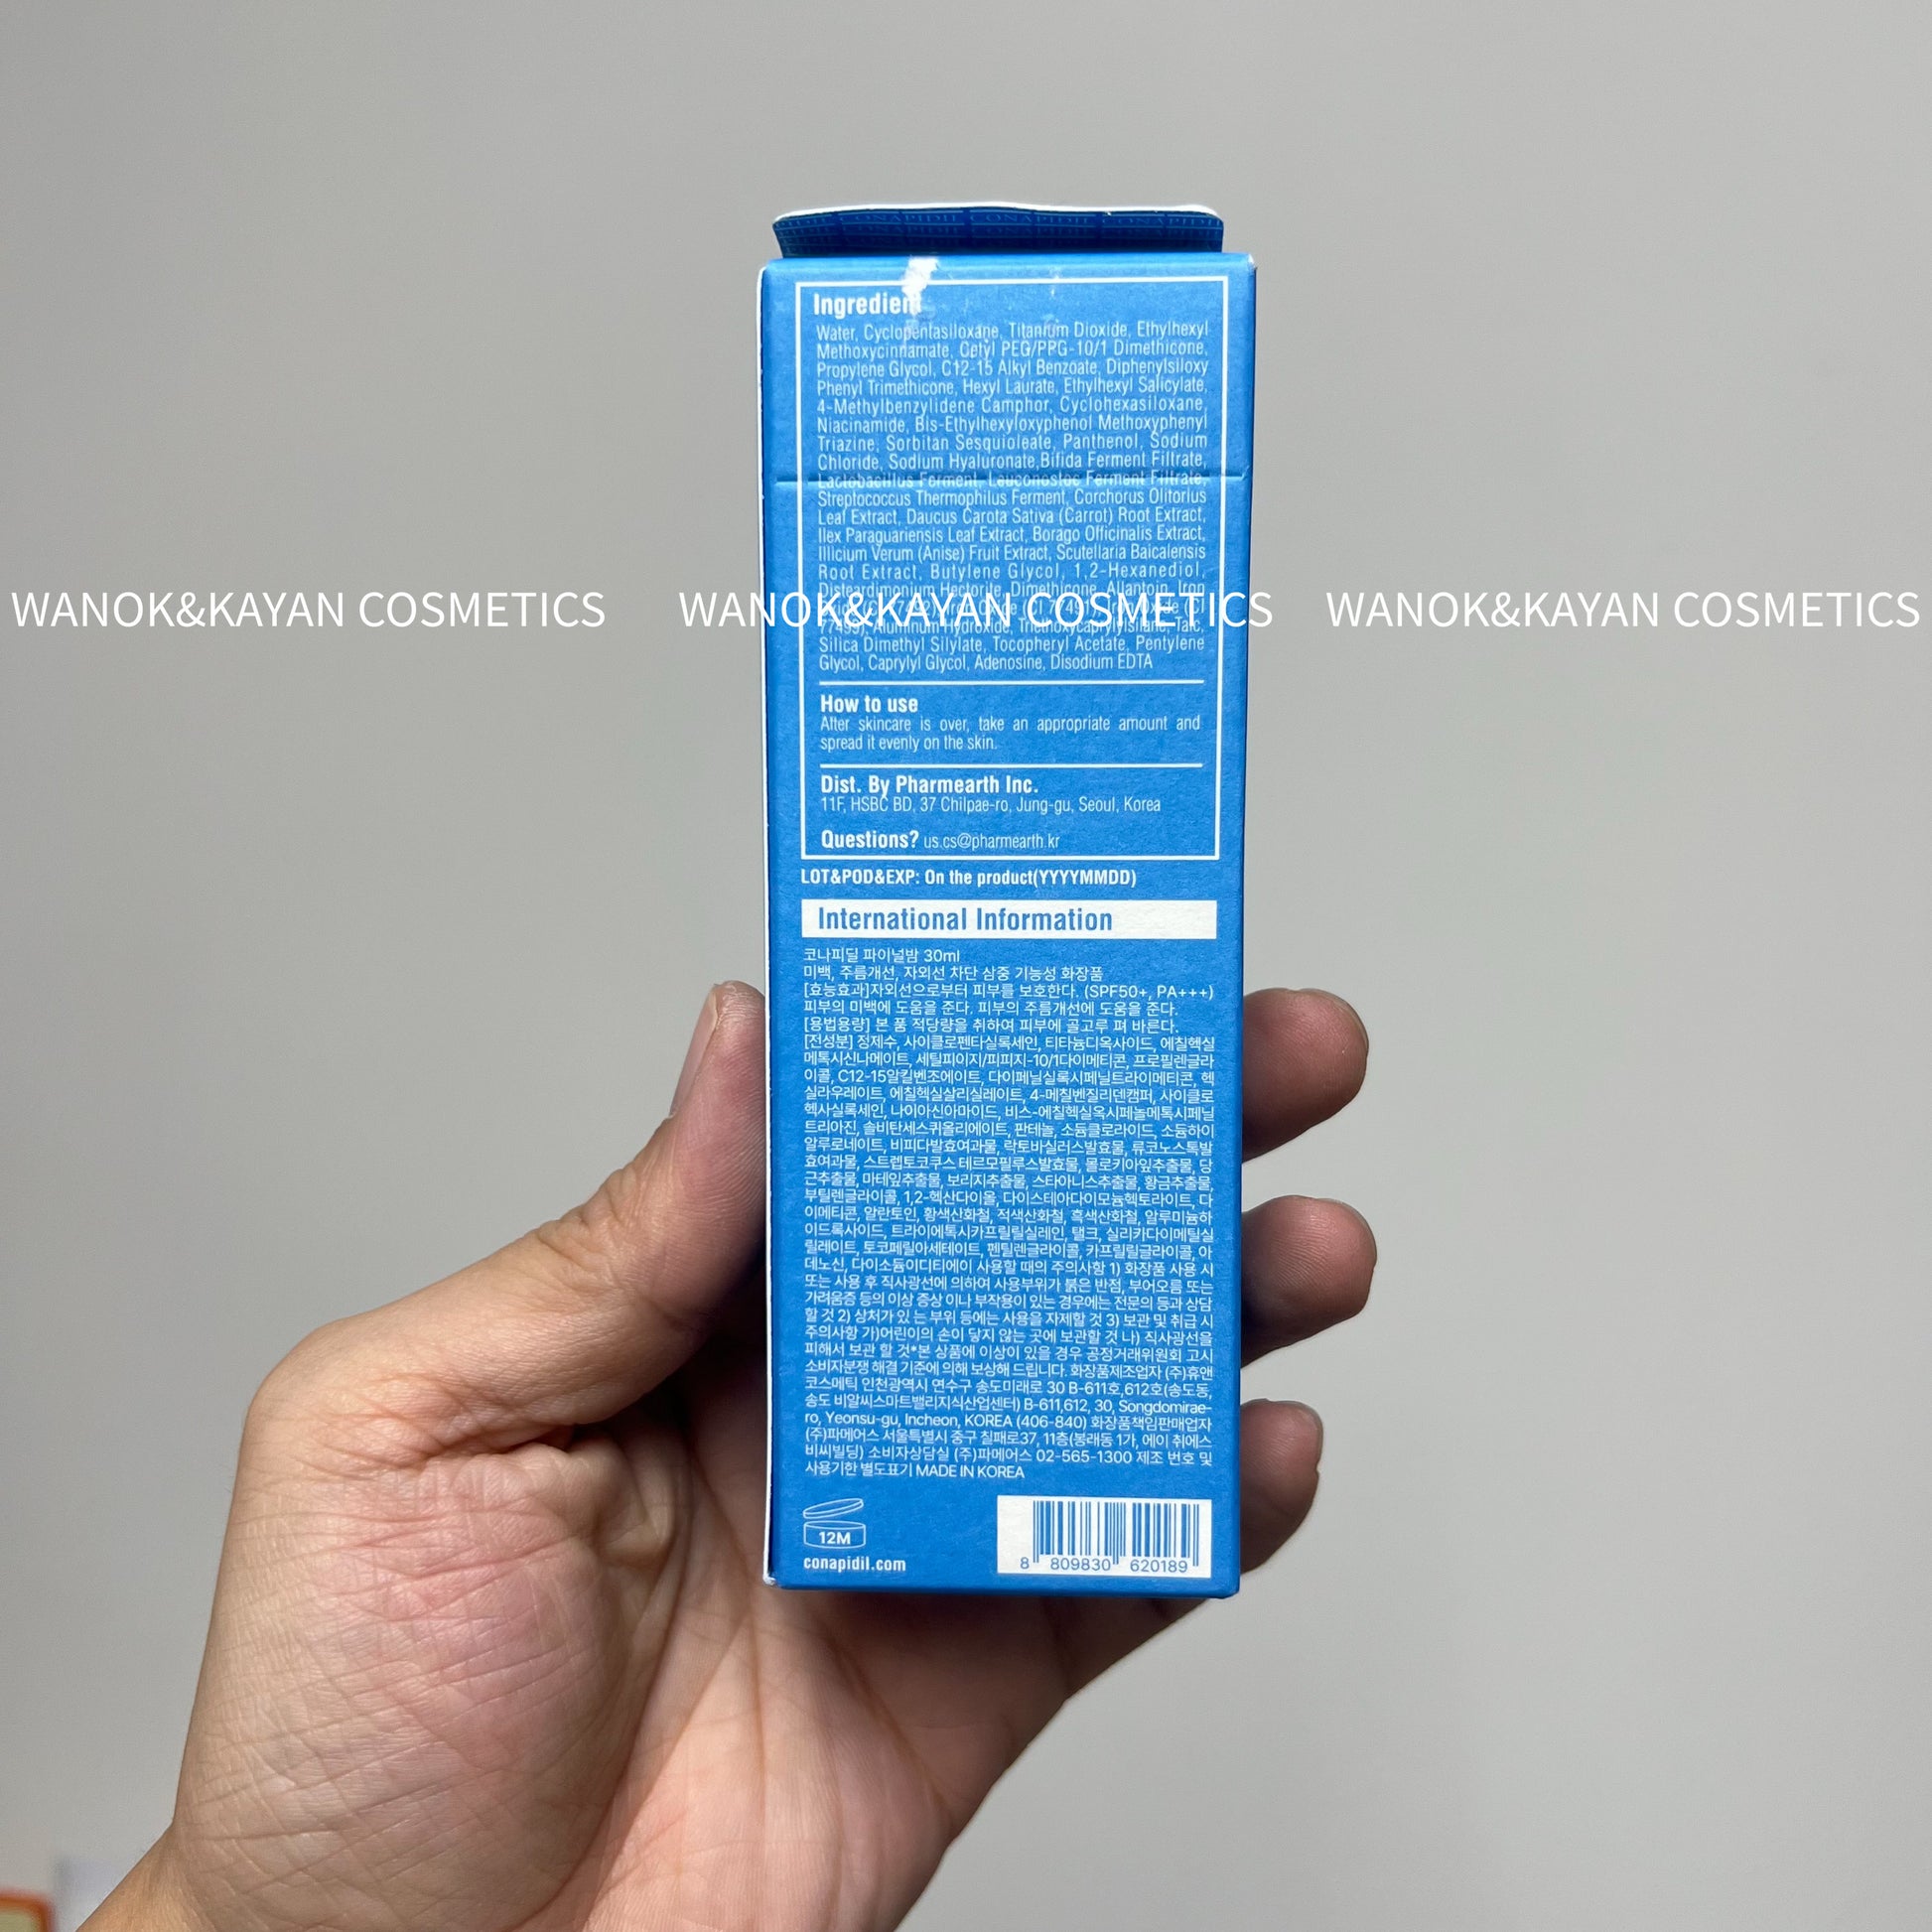 CONAPIDIL CONAPIDIL CONAPIDIL
Ingredient
Water, Cyclopentasiloxane, Titanium Dioxide, Ethylhexyl
Methoxycinnamate, Cetyl PEG/PPG-10/1 Dimethicone,
Propylene Glycol, C12-15 Alkyl Benzoate, Diphenylsiloxy
Phenyl Trimethicone, Hexyl Laurate, Ethylhexyl Salicylate,
4-Methylbenzylidene Camphor, Cyclohexasiloxane,
Niacinamide, Bis-Ethylhexyloxyphenol Methoxyphenyl
Triazine, Sorbitan Sesquioleate, Panthenol, Sodium
Chloride, Sodium Hyaluronate,Bifida Ferment Filtrate,
Lactobacillus Ferment, Leuconostoc Ferment Filtrate,
Streptococcus Thermophilus Ferment, Corchorus Olitorius
Leaf Extract, Daucus Carota Sativa (Carrot) Root Extract,
Ilex Paraguariensis Leaf Extract, Borago Officinalis Extract,
Illicium Verum (Anise) Fruit Extract, Scutellaria Baicalensis
Root Extract, Butylene Glycol, 1,2-Hexanediol,
Disteardimonium Hectorite, Dimethicone, Allantoin, Iron
WANOK&KAYAN COSMETICS WANOK&KAYAN COSMETICS WANOK&KAYAN COSMETICS
77499), Aluminum Hydroxide, Triethoxycaprylylsilane, Talc,
Silica Dimethyl Silylate, Tocopheryl Acetate, Pentylene
Glycol, Caprylyl Glycol, Adenosine, Disodium EDTA
How to use
After skincare is over, take an appropriate amount and
spread it evenly on the skin.
Dist. By Pharmearth Inc.
11F, HSBC BD, 37 Chilpae-ro, Jung-gu, Seoul, Korea
Questions? us.cs@pharmearth.kr
LOT&POD&EXP: On the product(YYYYMMDD)
International Information
코나피딜 파이널밤 30ml
미백, 주름개선, 자외선 차단 삼중 기능성 화장품
[효능효과]자외선으로부터 피부를 보호한다. (SPF50+, PA+++)
피부의 미백에 도움을 준다. 피부의 주름개선에 도움을 준다.
[용법용량] 본 품 적당량을 취하여 피부에 골고루 펴 바른다.
[전성분] 정제수, 사이클로펜타실록세인, 티타늄디옥사이드, 에칠헥실
메톡시신나메이트, 세틸피이지/피피지-10/1다이메티콘, 프로필렌글라
이콜, C12-15알킬벤조에이트, 다이페닐실록시페닐트라이메티콘, 헥
실라우레이트, 에칠헥실살리실레이트, 4-메칠벤질리덴캠퍼, 사이클로
헥사실록세인, 나이아신아마이드, 비스-에칠헥실옥시페놀메톡시페닐
트리아진, 솔비탄세스퀴올리에이트, 판테놀, 소듐클로라이드, 소듐하이
알루로네이트, 비피다발효여과물, 락토바실러스발효물, 류코노스톡발
효여과물, 스트렙토코쿠스 테르모필루스발효물, 몰로키아잎추출물, 당
근추출물, 마테잎추출물, 보리지추출물, 스타아니스추출물, 황금추출물,
부틸렌글라이콜, 1,2-헥산다이올, 다이스테아다이모늄헥토라이트, 다
이메티콘, 알란토인, 황색산화철, 적색산화철, 흑색산화철, 알루미늄하
이드록사이드, 트라이에톡시카프릴릴실레인, 탤크, 실리카다이메틸실
릴레이트, 토코페릴아세테이트, 펜틸렌글라이콜, 카프릴릴글라이콜, 아
데노신, 다이소듐이디티에이 사용할 때의 주의사항 1) 화장품 사용 시
또는 사용 후 직사광선에 의하여 사용부위가 붉은 반점, 부어오름 또는
가려움증 등의 이상 증상 이나 부작용이 있는 경우에는 전문의 등과 상담
할 것 2) 상처가 있 는 부위 등에는 사용을 자제할 것 3) 보관 및 취급 시
주의사항 가)어린이의 손이 닿지 않는 곳에 보관할 것 나) 직사광선을
피해서 보관 할 것*본 상품에 이상이 있을 경우 공정거래위원회 고시
소비자분쟁 해결 기준에 의해 보상해 드립니다. 화장품제조업자 (주)휴앤
코스메틱 인천광역시 연수구 송도미래로 30 B-611호,612호(송도동,
송도 비알씨스마트밸리지식산업센터) B-611,612, 30, Songdomirae-
ro, Yeonsu-gu, Incheon, KOREA (406-840) 화장품책임판매업자
(주)파메어스 서울특별시 중구 칠패로37, 11층(봉래동 1가, 에이 취에스
비씨빌딩) 소비자상담실 (주)파메어스 02-565-1300 제조 번호 및
사용기한 별도표기 MADE IN KOREA
12M
conapidil.com
8 809830 620189